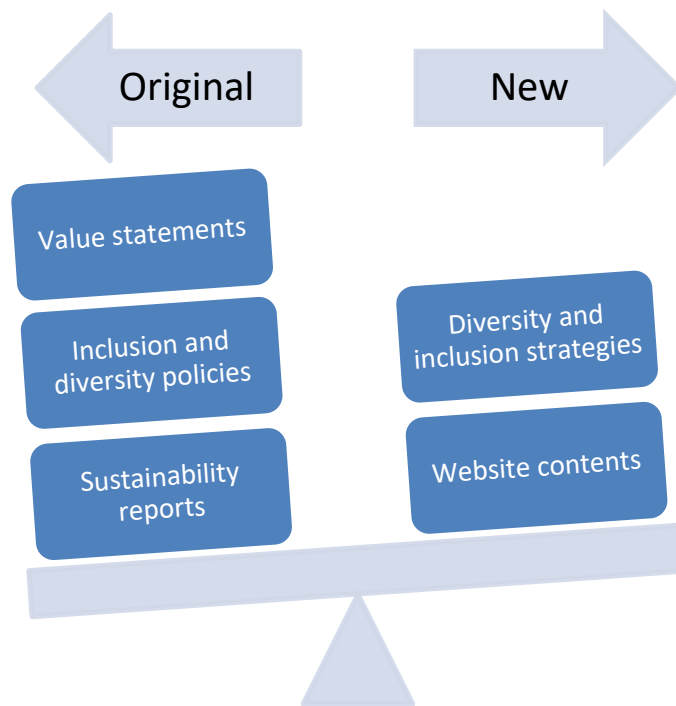 Original
New
Value statements
Inclusion and
diversity policies
Sustainability
reports
Diversity and
inclusion strategies
Website contents